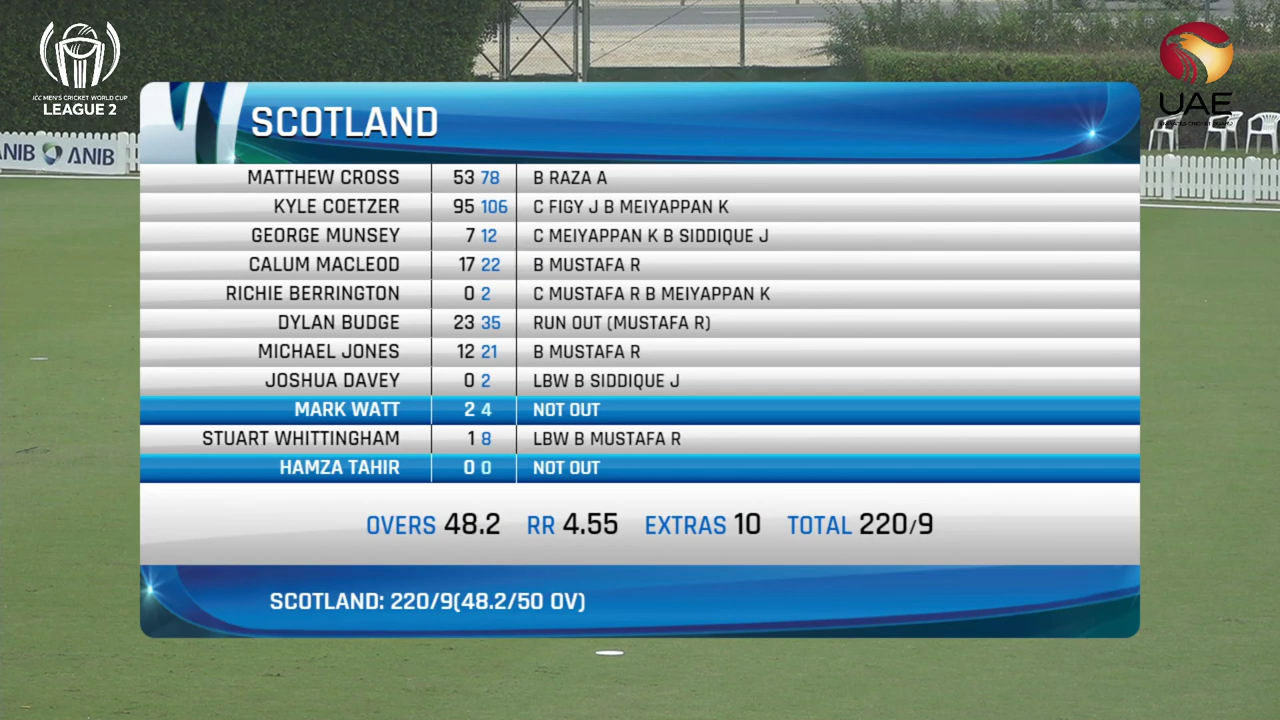 ICC MEN'S CRICKET WORLD CUP
LEAGUE 2
UAE
ANIB ANIB
SCOTLAND
MATTHEW CROSS 53 78 B RAZA A
KYLE COETZER 95 106 C FIGY J B MEIYAPPAN K
GEORGE MUNSEY 7 12 C MEIYAPPAN K B SIDDIQUE J
CALUM MACLEOD 17 22 B MUSTAFA R
RICHIE BERRINGTON 0 2 C MUSTAFA R B MEIYAPPAN K
DYLAN BUDGE 23 35 RUN OUT (MUSTAFA R)
MICHAEL JONES 12 21 B MUSTAFA R
JOSHUA DAVEY 0 2 LBW B SIDDIQUE J
MARK WATT 2 4 NOT OUT
STUART WHITTINGHAM 1 8 LBW B MUSTAFA R
HAMZA TAHIR 0 0 NOT OUT
OVERS 48.2 RR 4.55 EXTRAS 10 TOTAL 220/9
SCOTLAND: 220/9(48.2/50 OV)